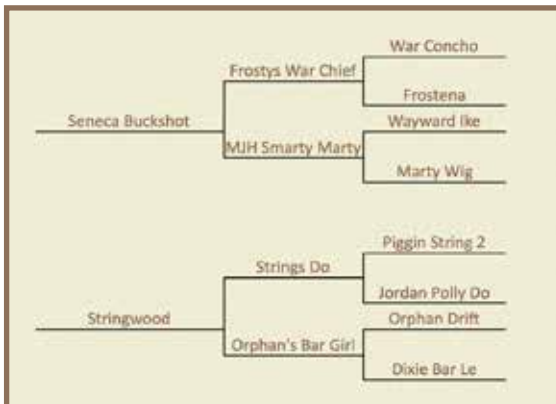 War Concho
Frostys War Chief
Frostena
Seneca Buckshot
Wayward Ike
MJH Smarty Marty
Marty Wig
Piggin String 2
Strings Do
Jordan Polly Do
Stringwood
Orphan Drift
Orphan's Bar Girl
Dixie Bar Le